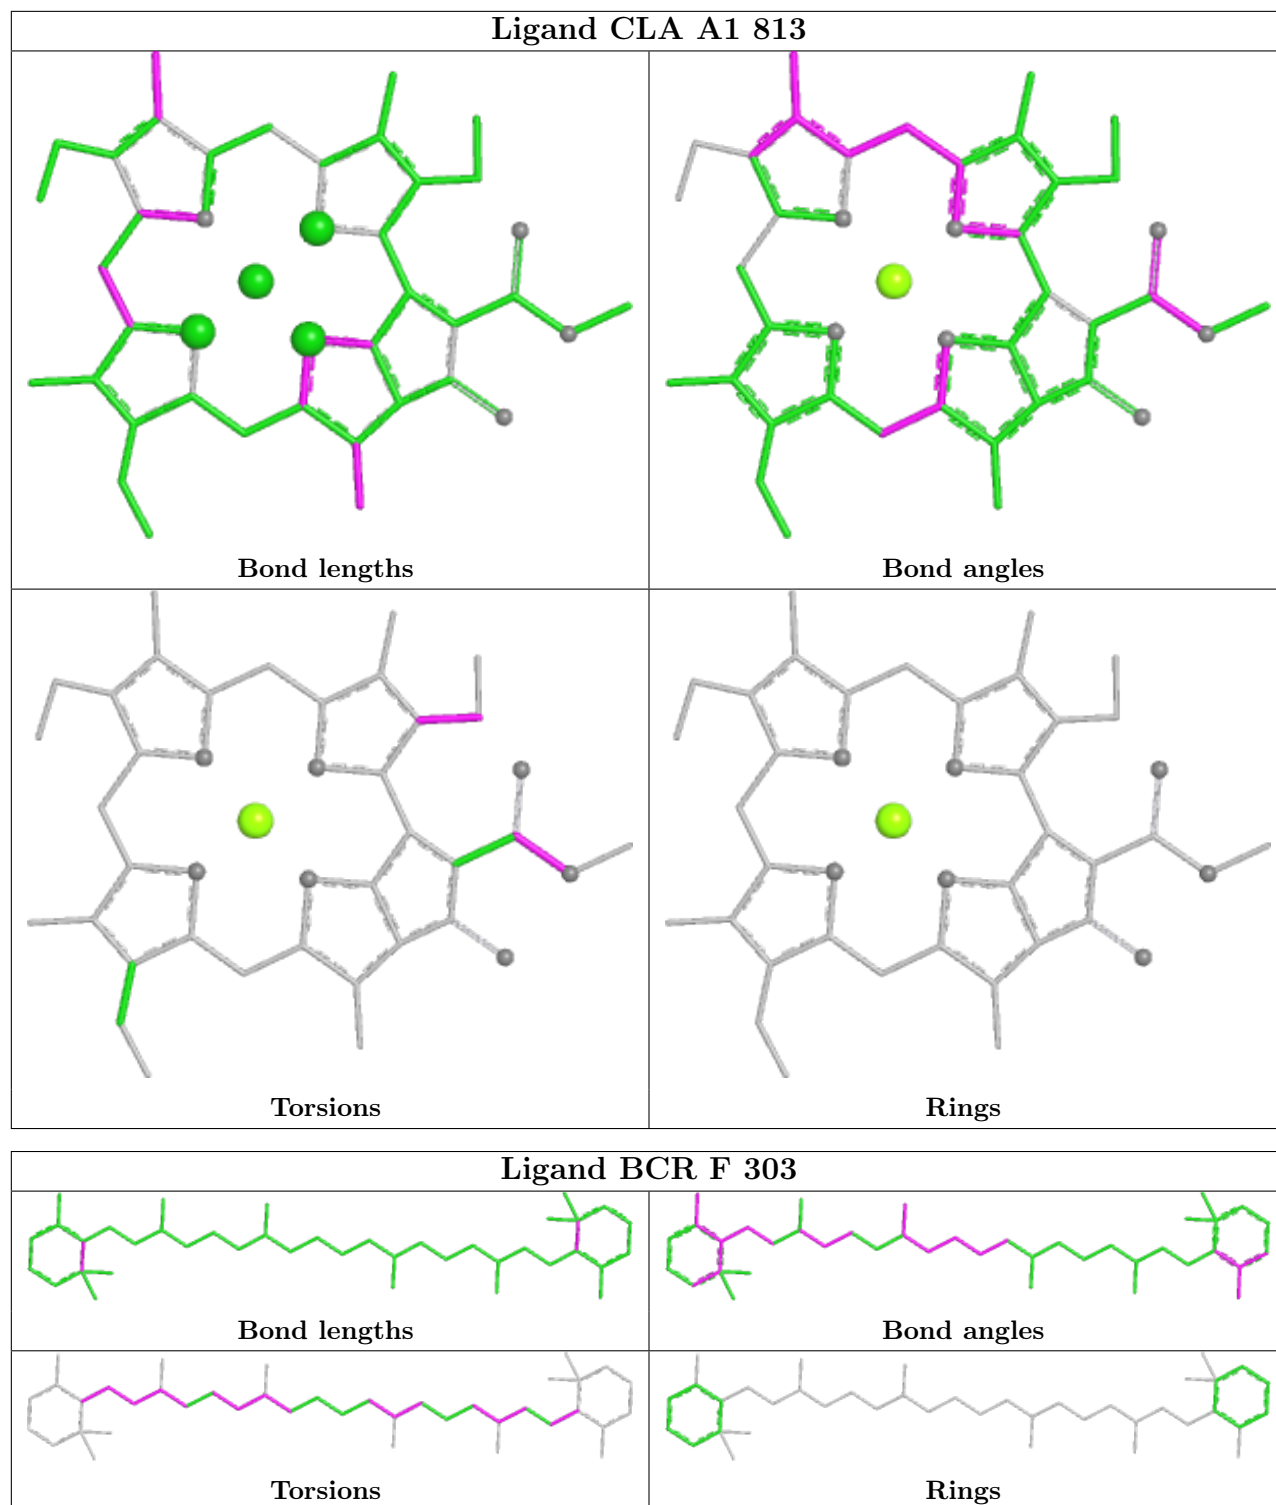 Ligand CLA A1 813
Bond lengths
Bond angles
Torsions
Rings
Ligand BCR F 303
Bond lengths
Bond angles
Torsions
Rings